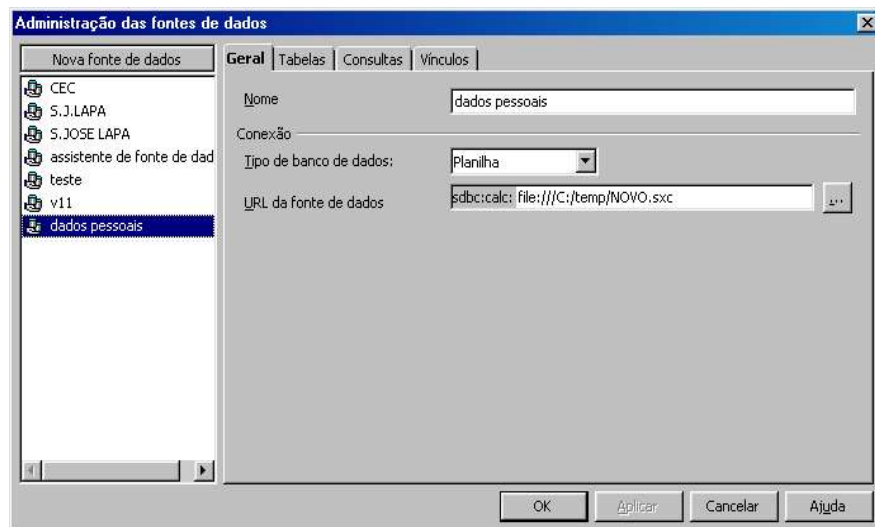 Administração das fontes de dados
Nova fonte de dados
CEC
S.J.LAPA
S.JOSE LAPA
assistente de fonte de dad
teste
v11
dados pessoais
Geral Tabelas Consultas Vínculos
Nome dados pessoais
Conexão
Tipo de banco de dados: Planilha
URL da fonte de dados sdbc:calc: file:///C:/temp/NOVO.sxc ...
OK Aplicar Cancelar Ajuda